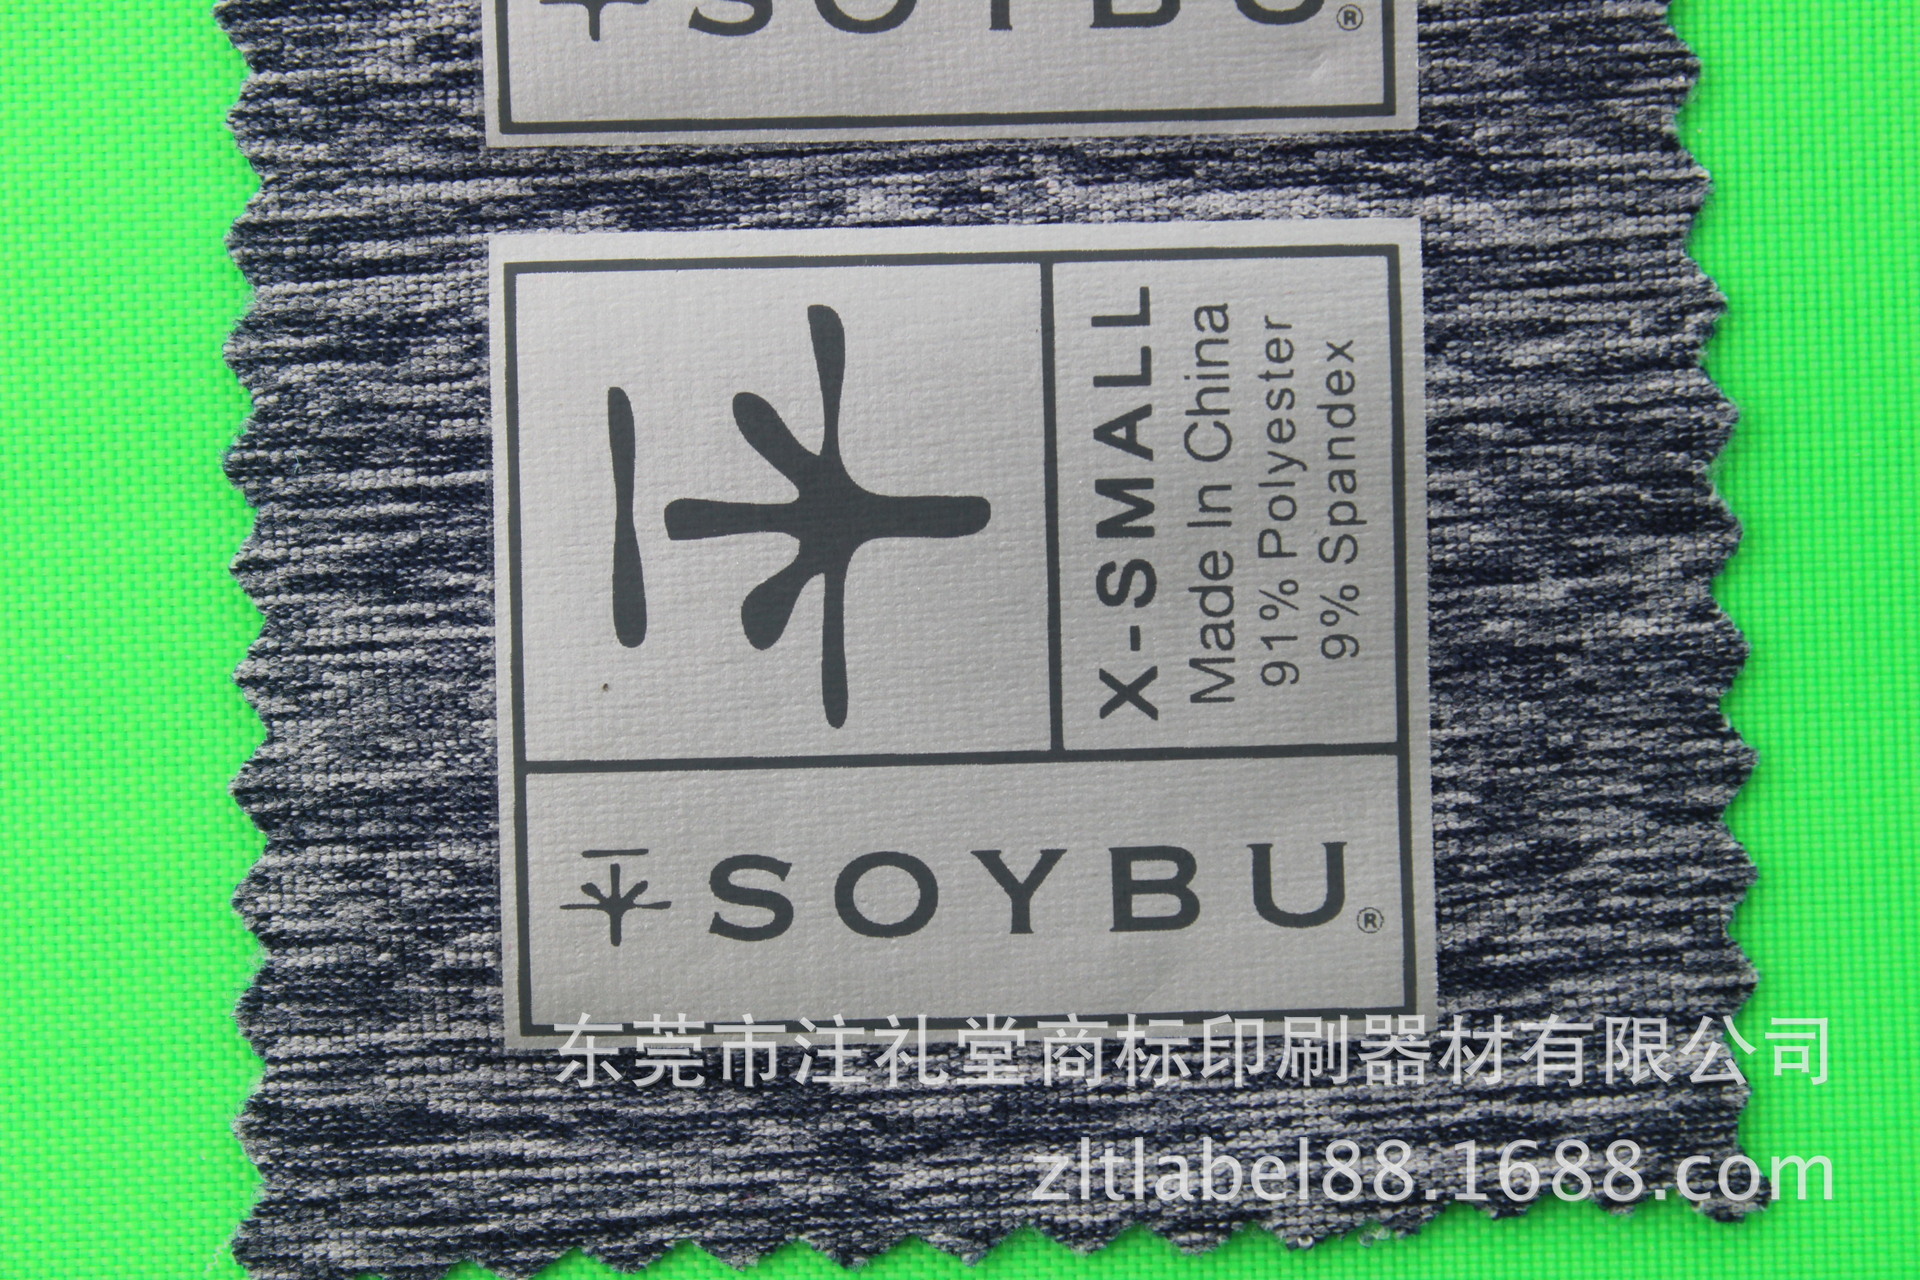 SOYBU®
X-SMALL
Made In China
91% Polyester
9% Spandex
SOYBU®
东莞市注礼堂商标印刷器材有限公司
zltlabel88.1688.com